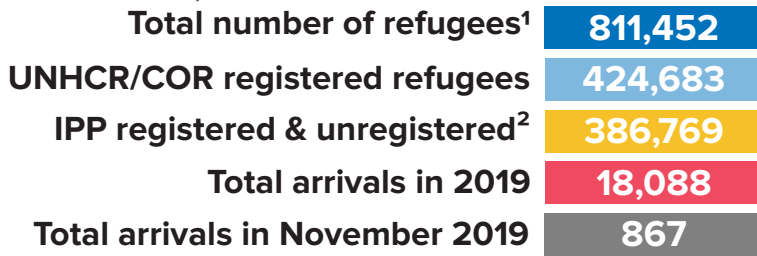 Total number of refugees¹ 811,452
UNHCR/COR registered refugees 424,683
IPP registered & unregistered² 386,769
Total arrivals in 2019 18,088
Total arrivals in November 2019 867